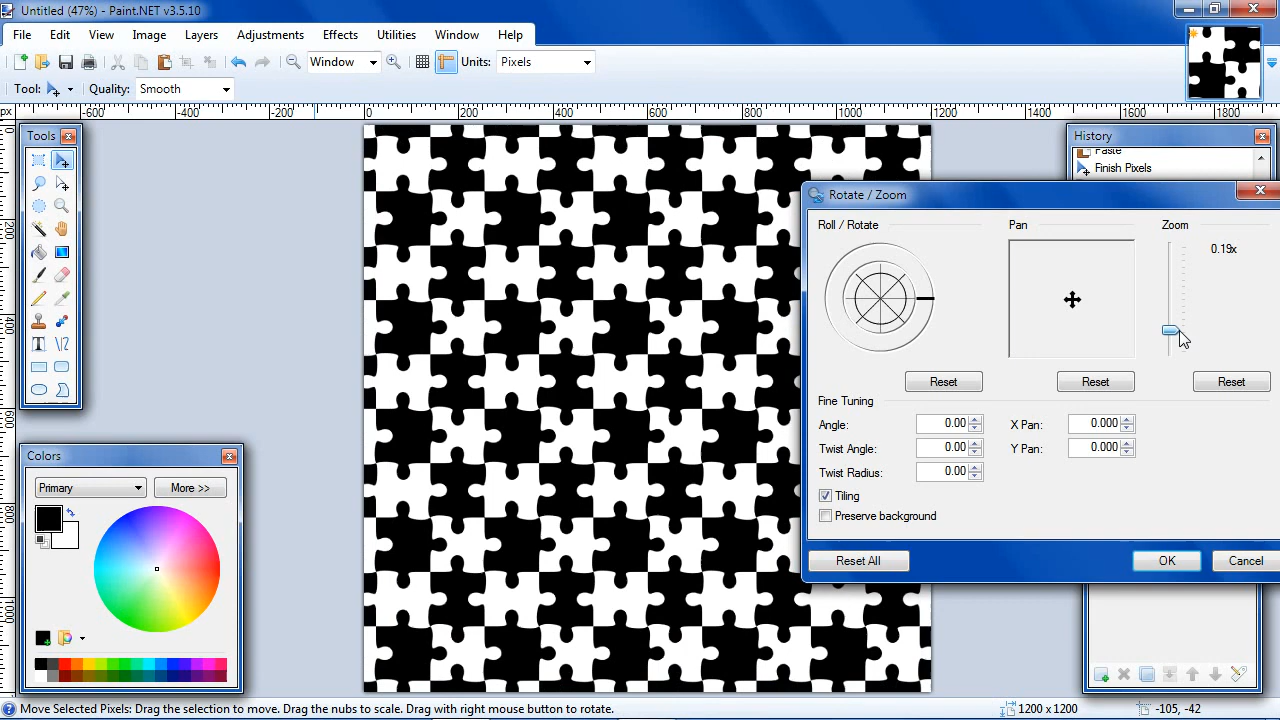 Untitled (47%) - Paint.NET v3.5.10
File Edit View Image Layers Adjustments Effects Utilities Window Help
Window Units: Pixels
Tool: Quality: Smooth
px -600 -400 -200 0 200 400 600 800 1000 1200 1400 1600 1800
Tools
History
Paste
Finish Pixels
Rotate / Zoom
Roll / Rotate Pan Zoom
0.19x
Reset Reset Reset
Fine Tuning
Angle: 0.00 X Pan: 0.000
Twist Angle: 0.00 Y Pan: 0.000
Twist Radius: 0.00
Tiling
Preserve background
Reset All OK Cancel
Colors
Primary More >>
Move Selected Pixels: Drag the selection to move. Drag the nubs to scale. Drag with right mouse button to rotate. 1200 x 1200 -105, -42